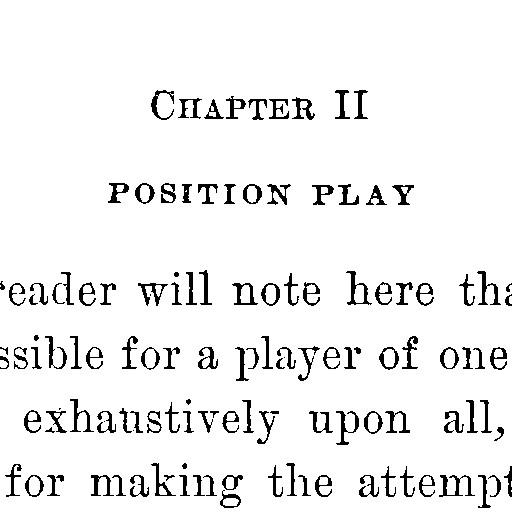 Chapter II
POSITION PLAY
reader will note here tha
ssible for a player of one
exhaustively upon all,
for making the attempt